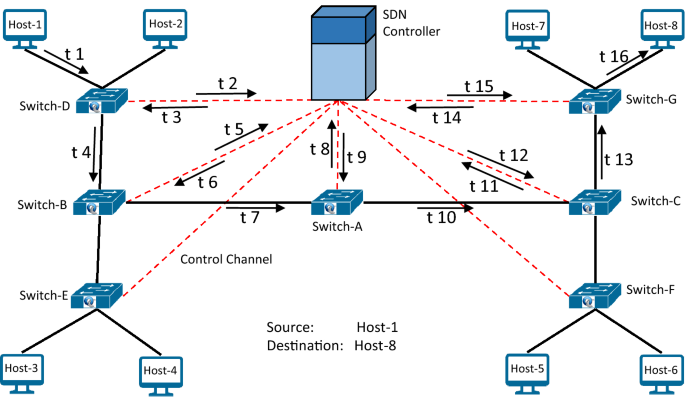 Host-1
Host-2
SDN
Controller
Host-7
Host-8
t 1
t 16
Switch-D
t 2
t 3
t 15
t 14
Switch-G
t 4
t 5
t 6
t 8
t 9
t 12
t 11
t 13
Switch-B
t 7
Switch-A
t 10
Switch-C
Control Channel
Switch-E
Switch-F
Source: Host-1
Destination: Host-8
Host-3
Host-4
Host-5
Host-6